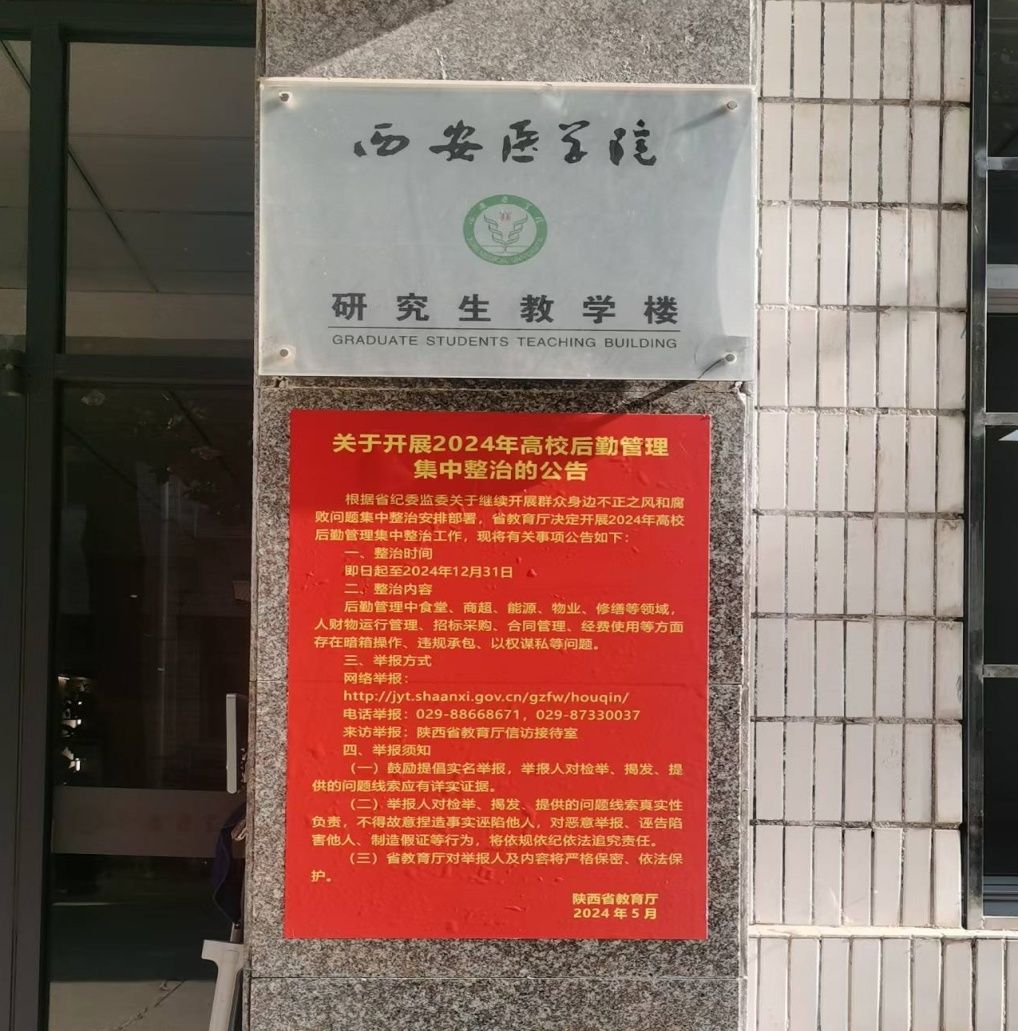 西安医学院
研究生教学楼
GRADUATE STUDENTS TEACHING BUILDING
关于开展2024年高校后勤管理
集中整治的公告
根据省纪委监委关于继续开展群众身边不正之风和腐
败问题集中整治安排部署，省教育厅决定开展2024年高校
后勤管理集中整治工作，现将有关事项公告如下：
一、整治时间
即日起至2024年12月31日
二、整治内容
后勤管理中食堂、商超、能源、物业、修缮等领域，
人财物运行管理、招标采购、合同管理、经费使用等方面
存在暗箱操作、违规承包、以权谋私等问题。
三、举报方式
网络举报：
http://jyt.shaanxi.gov.cn/gzfw/houqin/
电话举报：029-88668671，029-87330037
来访举报：陕西省教育厅信访接待室
四、举报须知
（一）鼓励提倡实名举报，举报人对检举、揭发、提
供的问题线索应有详实证据。
（二）举报人对检举、揭发、提供的问题线索真实性
负责，不得故意捏造事实诬陷他人，对恶意举报、诬告陷
害他人、制造假证等行为，将依规依纪依法追究责任。
（三）省教育厅对举报人及内容将严格保密、依法保
护。
陕西省教育厅
2024年5月